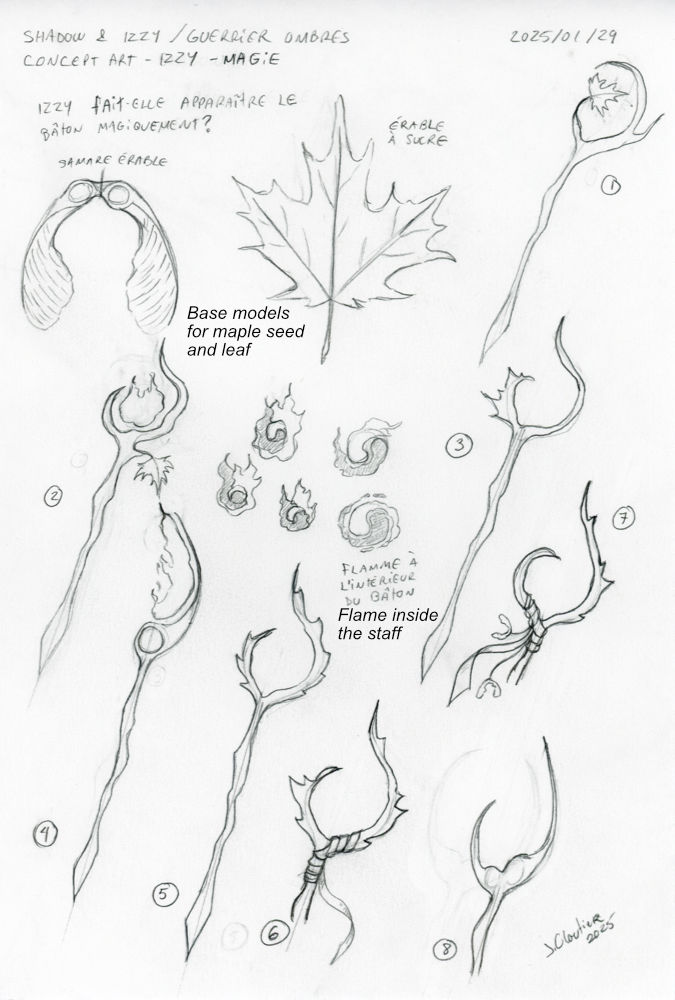 SHADOW & IZZY / GUERRIER OMBRES
2025/01/29
CONCEPT ART - IZZY - MAGIE
IZZY FAIT-ELLE APPARAÎTRE LE
BÂTON MAGIQUEMENT?
SAMARE ÉRABLE
ÉRABLE
À SUCRE
1
Base models
for maple seed
and leaf
2
3
7
FLAMME À
L'INTÉRIEUR
DU BÂTON
Flame inside
the staff
4
5
6
8
J. Cloutier
2025